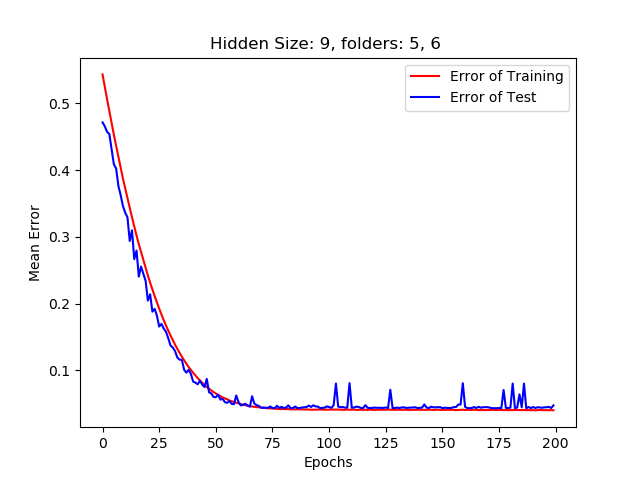 Hidden Size: 9, folders: 5, 6
Error of Training
Error of Test
Mean Error
0.5
0.4
0.3
0.2
0.1
0 25 50 75 100 125 150 175 200
Epochs